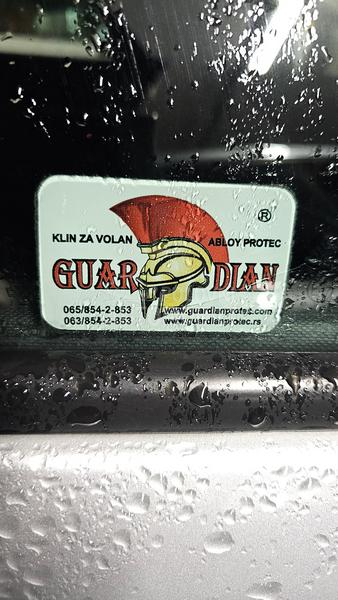 ®
KLIN ZA VOLAN ABLOY PROTEC
GUARDIAN
065/854-2-853 www.guardianprotec.com
063/854-2-853 www.guardianprotec.rs